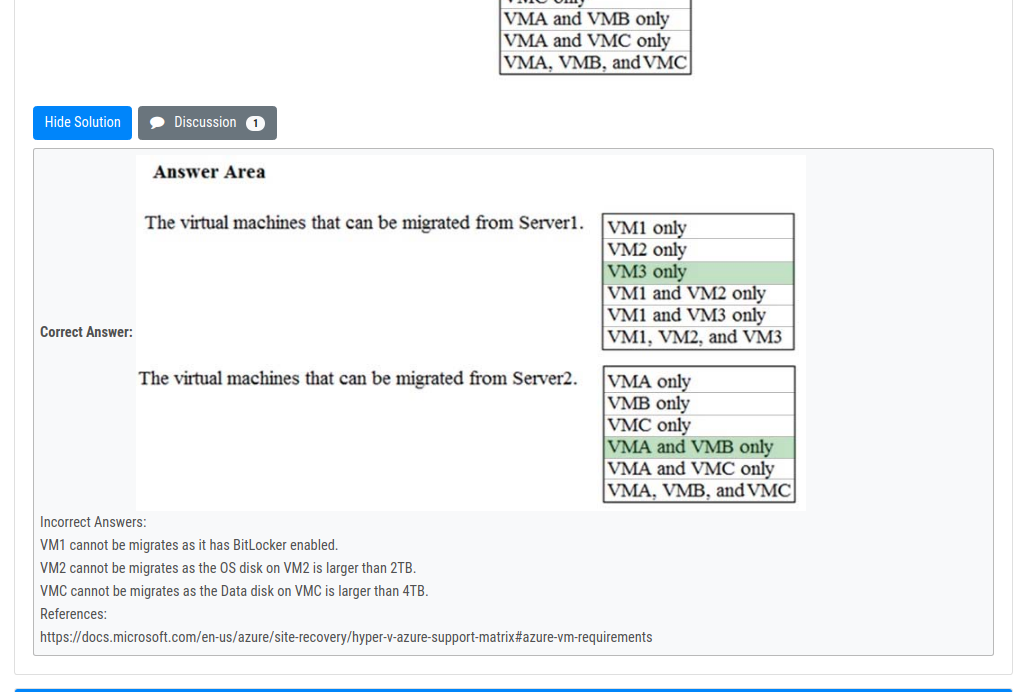 VMC only
VMA and VMB only
VMA and VMC only
VMA, VMB, and VMC
Hide Solution
Discussion 1
Answer Area
The virtual machines that can be migrated from Server1.
VM1 only
VM2 only
VM3 only
VM1 and VM2 only
VM1 and VM3 only
VM1, VM2, and VM3
Correct Answer:
The virtual machines that can be migrated from Server2.
VMA only
VMB only
VMC only
VMA and VMB only
VMA and VMC only
VMA, VMB, and VMC
Incorrect Answers:
VM1 cannot be migrates as it has BitLocker enabled.
VM2 cannot be migrates as the OS disk on VM2 is larger than 2TB.
VMC cannot be migrates as the Data disk on VMC is larger than 4TB.
References:
https://docs.microsoft.com/en-us/azure/site-recovery/hyper-v-azure-support-matrix#azure-vm-requirements